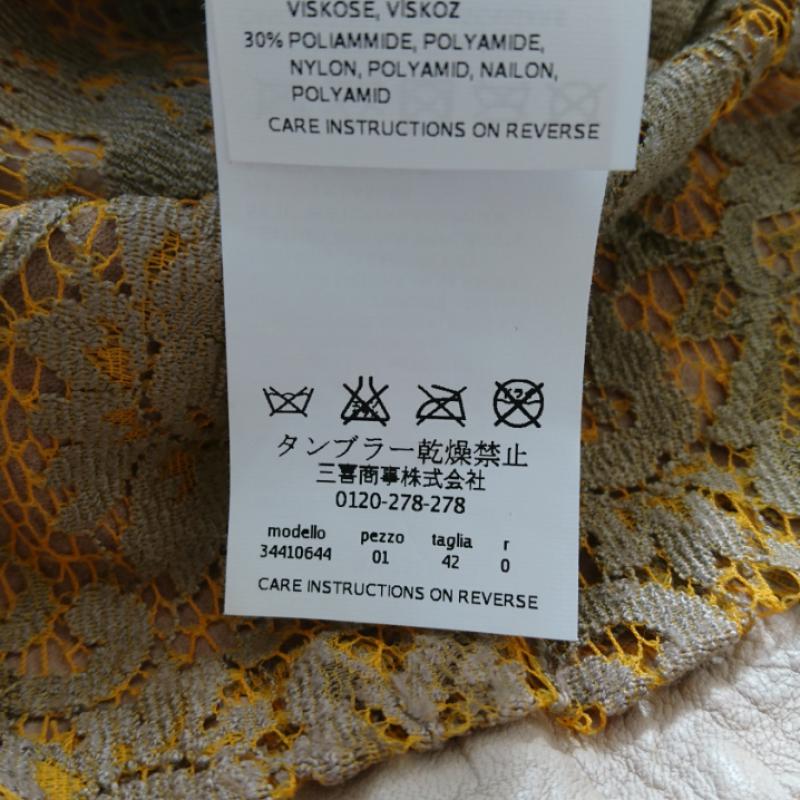 VISKOSE, VİSKOZ
30% POLIAMMIDE, POLYAMIDE,
NYLON, POLYAMID, NAILON,
POLYAMID
CARE INSTRUCTIONS ON REVERSE
タンブラー乾燥禁止
三喜商事株式会社
0120-278-278
modello pezzo taglia r
34410644 01 42 0
CARE INSTRUCTIONS ON REVERSE